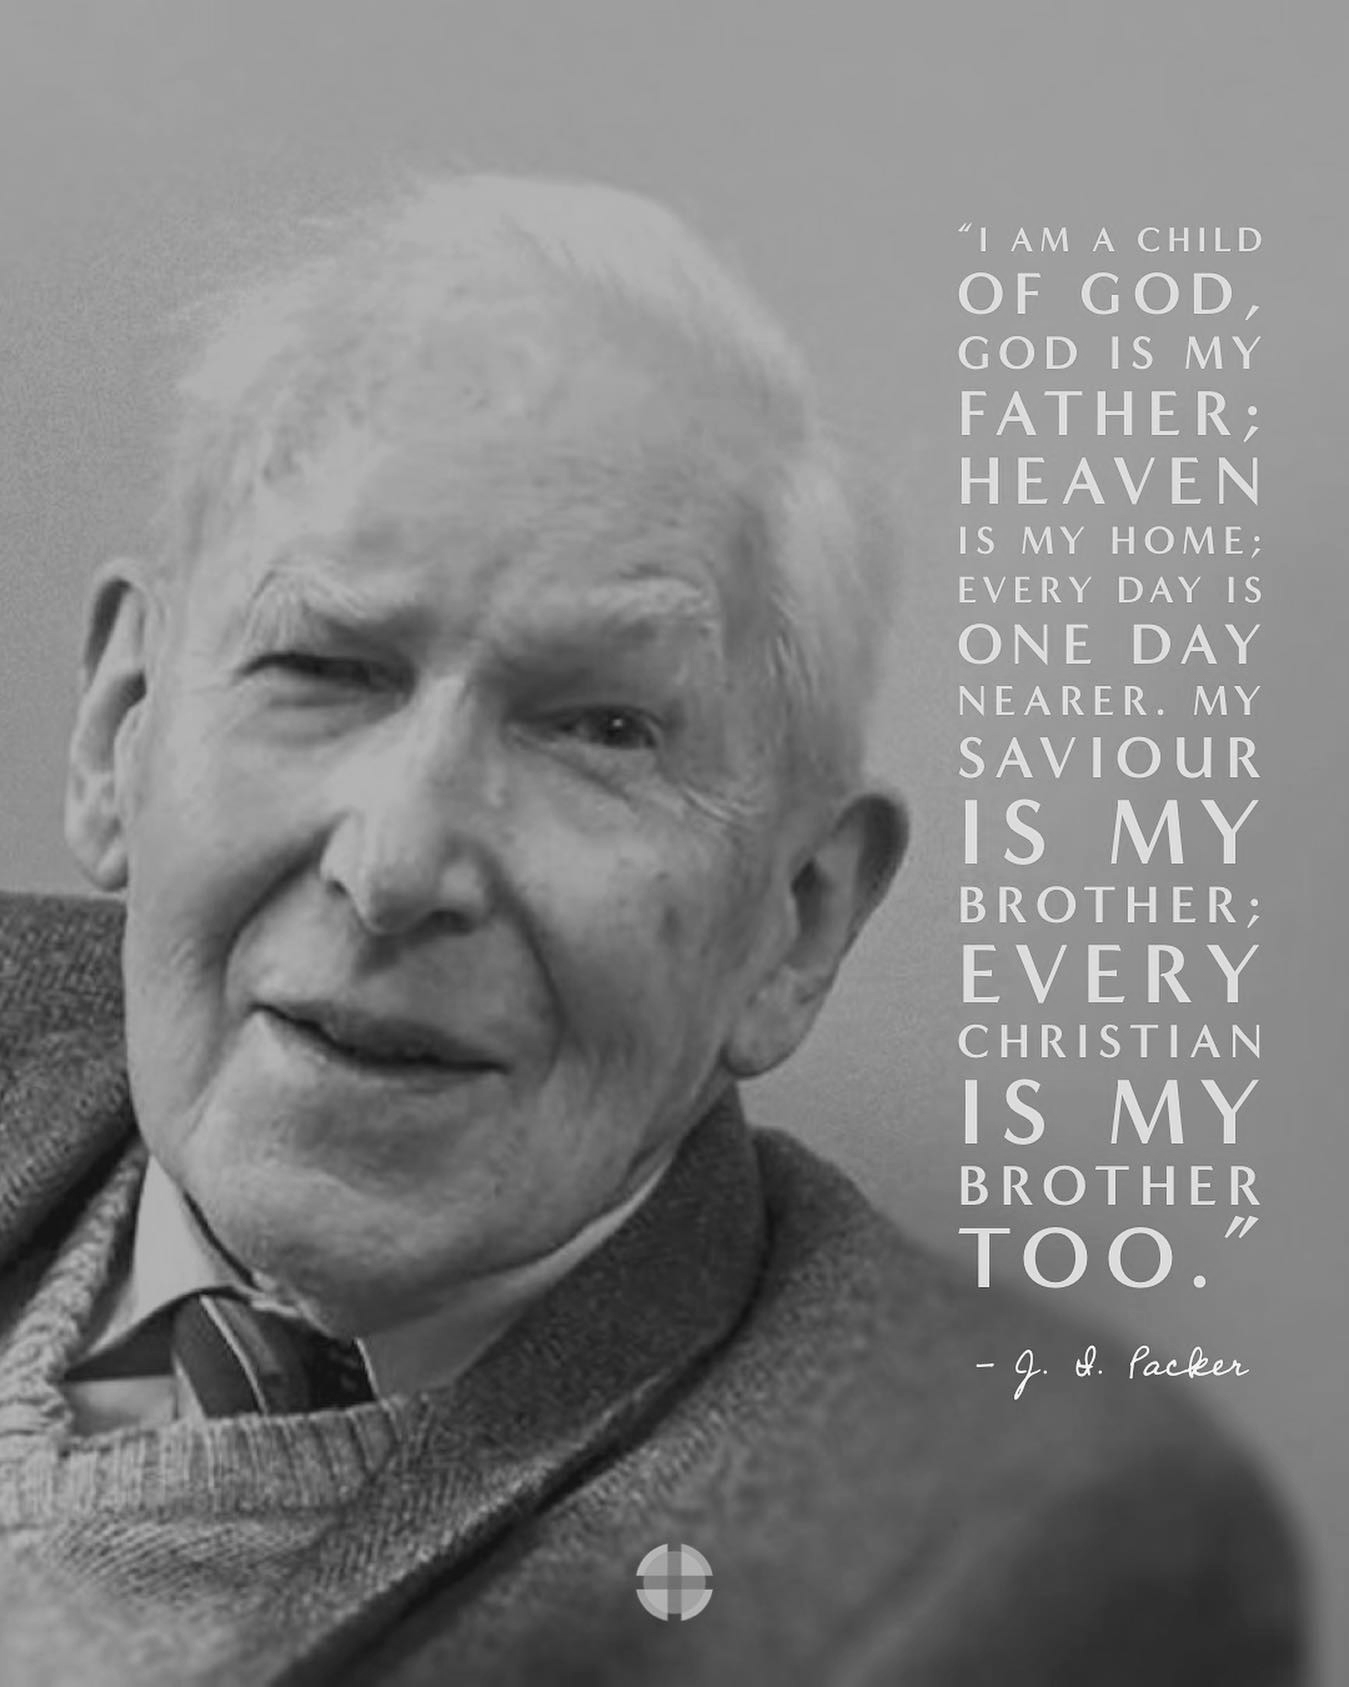 “I AM A CHILD
OF GOD,
GOD IS MY
FATHER;
HEAVEN
IS MY HOME;
EVERY DAY IS
ONE DAY
NEARER. MY
SAVIOUR
IS MY
BROTHER;
EVERY
CHRISTIAN
IS MY
BROTHER
TOO.”
– J. I. Packer